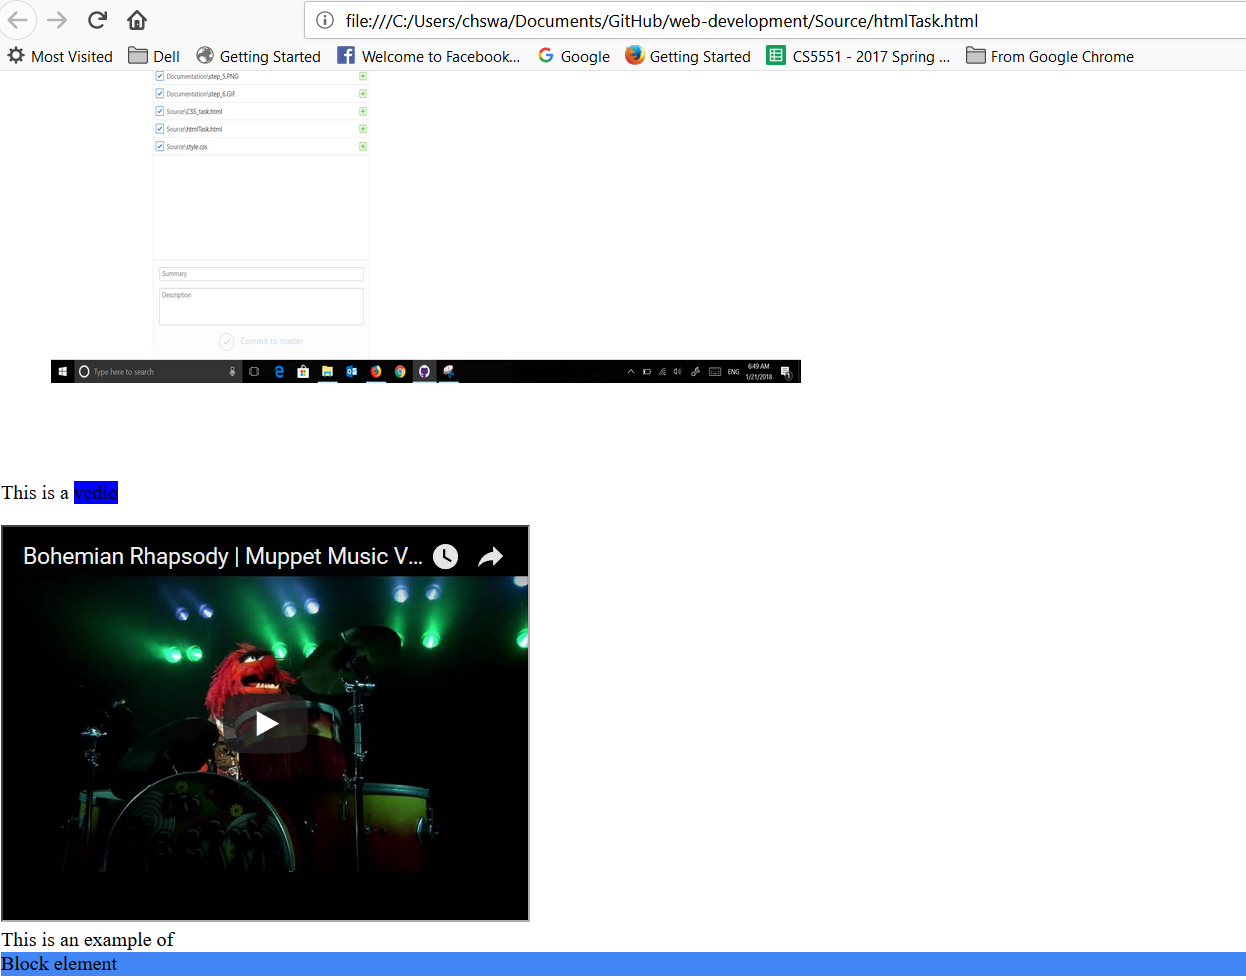 file:///C:/Users/chswa/Documents/GitHub/web-development/Source/htmlTask.html
Most Visited Dell Getting Started Welcome to Facebook... Google Getting Started CS5551 - 2017 Spring ... From Google Chrome
Documentation\step_5.PNG
Documentation\step_6.GIF
Source\CSS_task.html
Source\htmlTask.html
Source\style.css
Summary
Description
Commit to master
Type here to search ENG 6:49 AM
1/21/2018 1
This is a vedio
Bohemian Rhapsody | Muppet Music V...
This is an example of
Block element